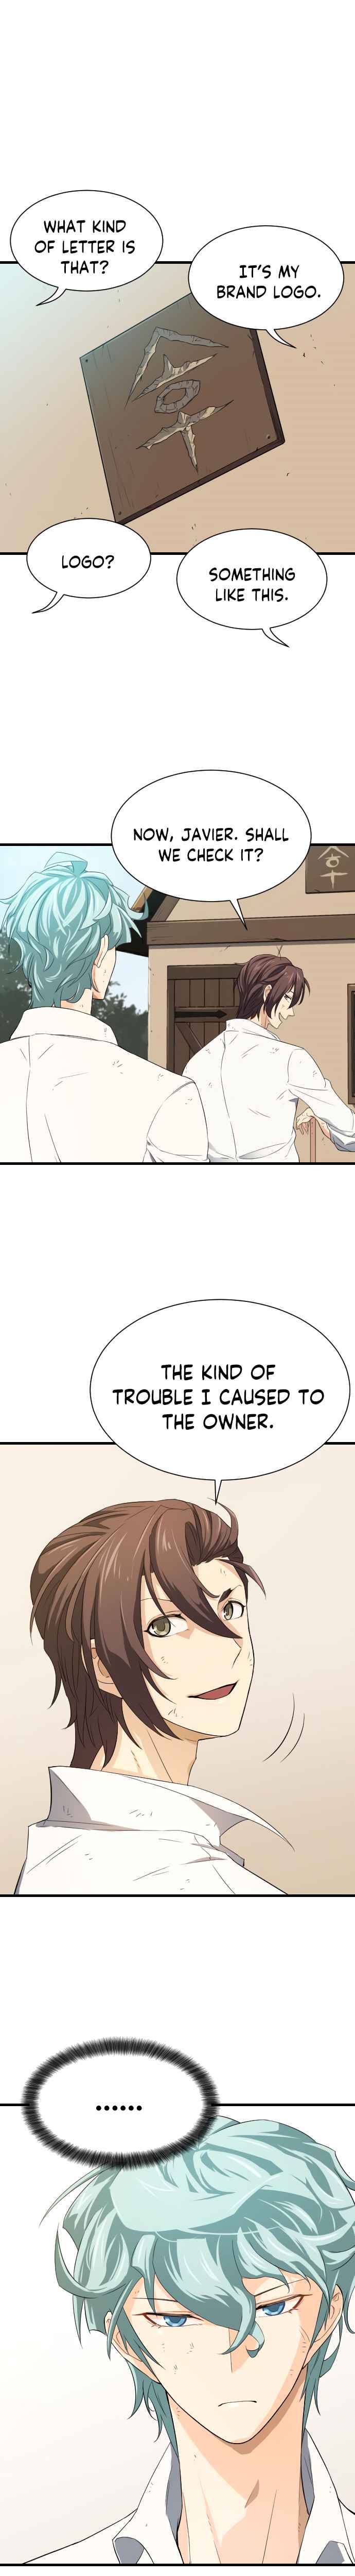 WHAT KIND
OF LETTER IS
THAT?
IT'S MY
BRAND LOGO.
LOGO?
SOMETHING
LIKE THIS.
NOW, JAVIER. SHALL
WE CHECK IT?
THE KIND OF
TROUBLE I CAUSED TO
THE OWNER.
••••••